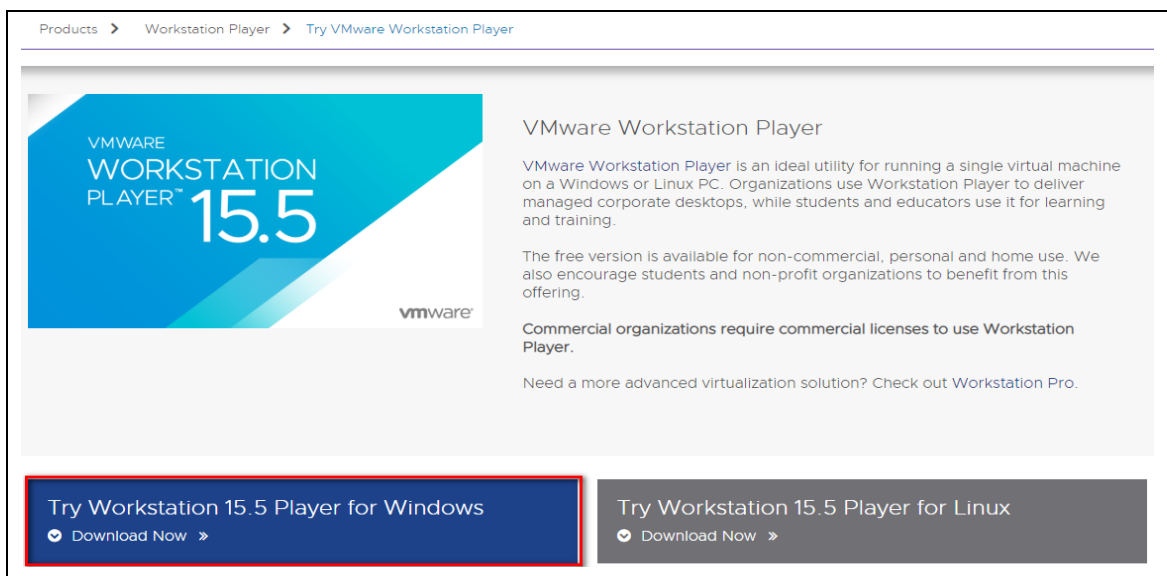 Products > Workstation Player > Try VMware Workstation Player
VMWARE
WORKSTATION
PLAYER™ 15.5
vmware®
VMware Workstation Player
VMware Workstation Player is an ideal utility for running a single virtual machine
on a Windows or Linux PC. Organizations use Workstation Player to deliver
managed corporate desktops, while students and educators use it for learning
and training.
The free version is available for non-commercial, personal and home use. We
also encourage students and non-profit organizations to benefit from this
offering.
Commercial organizations require commercial licenses to use Workstation
Player.
Need a more advanced virtualization solution? Check out Workstation Pro.
Try Workstation 15.5 Player for Windows
Download Now »
Try Workstation 15.5 Player for Linux
Download Now »